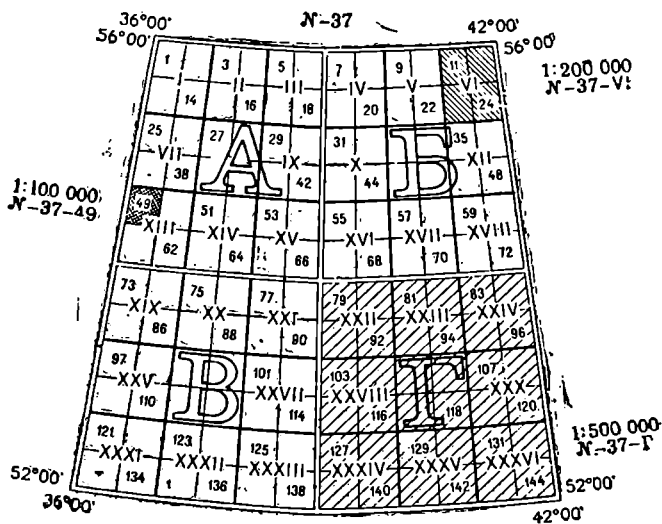 N-37
36°00'
42°00'
56°00'
56°00'
1:200 000
N-37-VI
1 3 5 7 9 11
I II III IV V VI
14 16 18 20 22 24
25 27 29 31 35
VII А IX X Б XII
38 42 44 48
1:100 000
N-37-49
49 51 53 55 57 59
XIII XIV XV XVI XVII XVIII
62 64 66 68 70 72
73 75 77 79 81 83
XIX XX XXI XXII XXIII XXIV
86 88 90 92 94 96
97 101 103 107
XXV В XXVII XXVIII Г XXX
110 114 116 118 120
1:500 000
N-37-Г
121 123 125 127 129 131
XXXI XXXII XXXIII XXXIV XXXV XXXVI
134 136 138 140 142 144
52°00'
52°00'
36°00'
42°00'